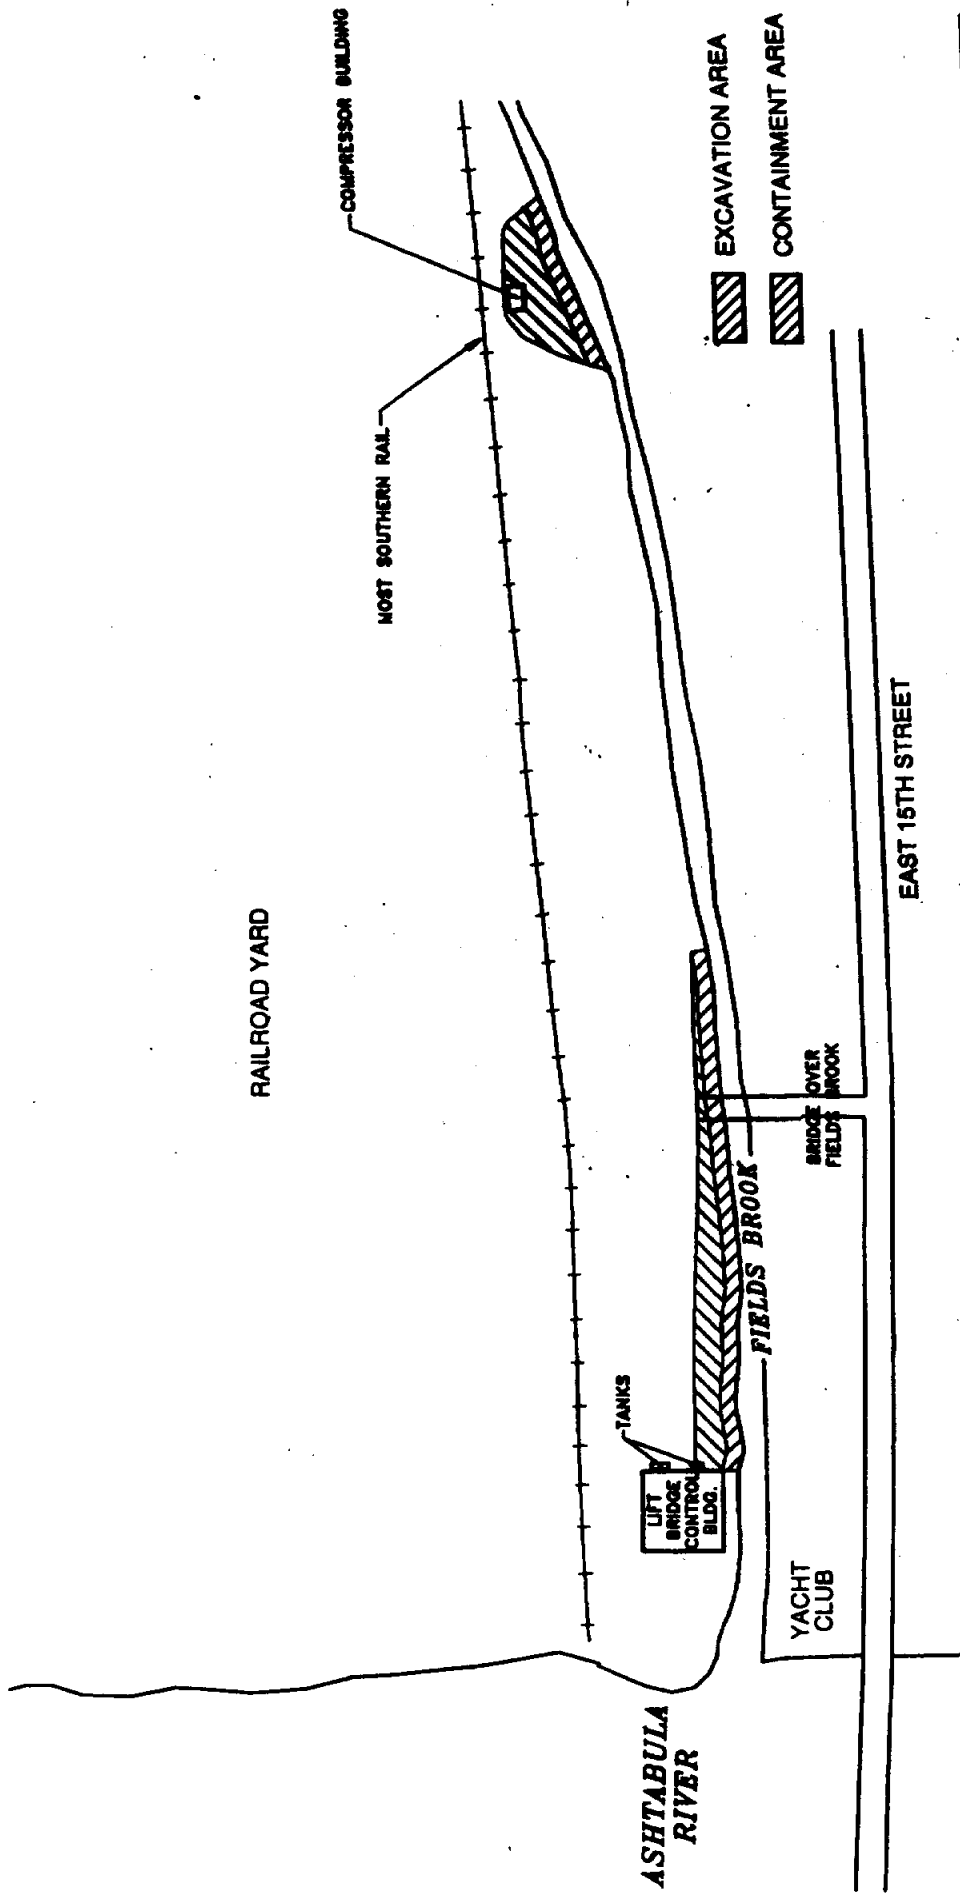 COMPRESSOR BUILDING
MOST SOUTHERN RAIL
EXCAVATION AREA
CONTAINMENT AREA
RAILROAD YARD
EAST 15TH STREET
BRIDGE OVER
FIELDS BROOK
FIELDS BROOK
TANKS
LIFT
BRIDGE
CONTROL
BLDG.
YACHT
CLUB
ASHTABULA
RIVER